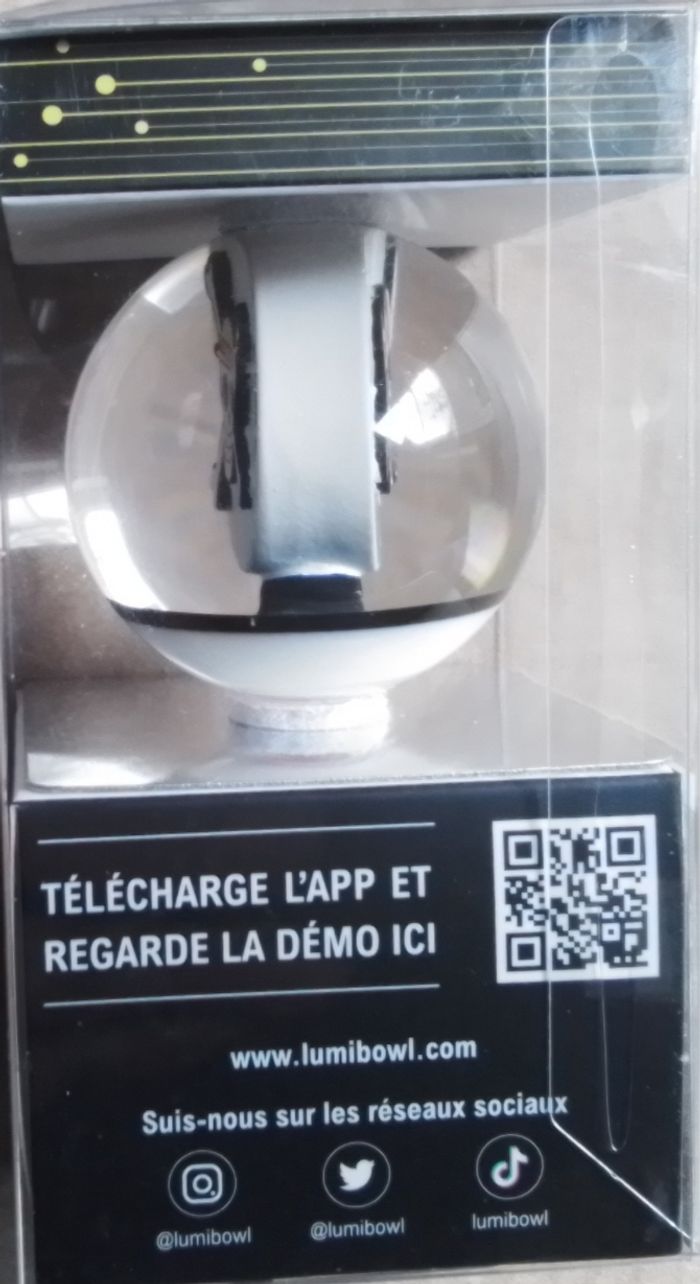 TÉLÉCHARGE L'APP ET
REGARDE LA DÉMO ICI
www.lumibowl.com
Suis-nous sur les réseaux sociaux
@lumibowl
@lumibowl
lumibowl